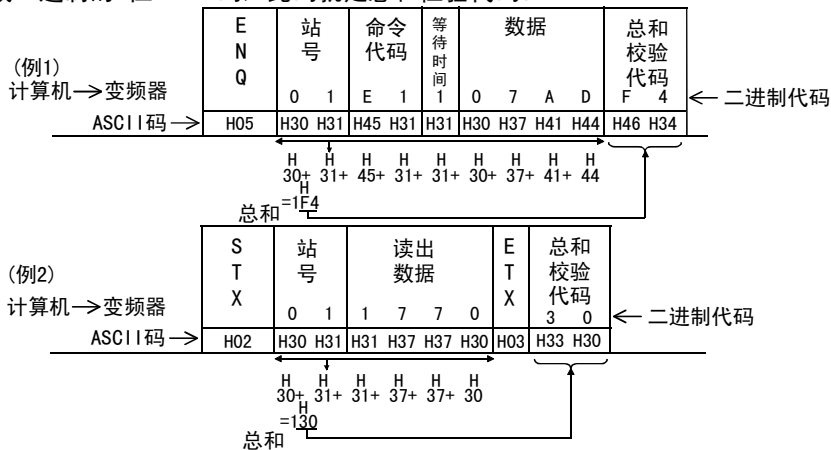 E N Q 站号 命令代码 等待时间 数据 总和校验代码
(例1)
计算机→变频器
0 1 E 1 1 0 7 A D F 4 ← 二进制代码
ASCII码→ H05 H30 H31 H45 H31 H31 H30 H37 H41 H44 H46 H34
H H H H H H H H H
30+ 31+ 45+ 31+ 31+ 30+ 37+ 41+ 44
H
总和=1F4
S T X 站号 读出数据 E T X 总和校验代码
(例2)
计算机→变频器
0 1 1 7 7 0 3 0 ← 二进制代码
ASCII码→ H02 H30 H31 H31 H37 H37 H30 H03 H33 H30
H H H H H H
30+ 31+ 31+ 37+ 37+ 30
H
=130
总和